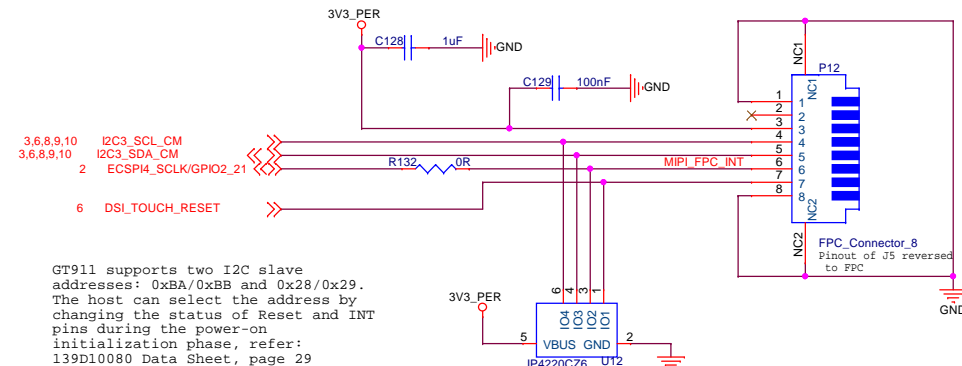 3V3_PER
C128
1uF
GND
NC1
P12
C129
100nF
GND
NC1
1
1
2
2
3
3
3,6,8,9,10
I2C3_SCL_CM
4
4
3,6,8,9,10
I2C3_SDA_CM
5
5
2
ECSPI4_SCLK/GPIO2_21
R132
0R
MIPI_FPC_INT
6
6
7
7
8
8
6
DSI_TOUCH_RESET
NC2
NC2
FPC_Connector_8
Pinout of J5 reversed
to FPC
GT911 supports two I2C slave
addresses: 0xBA/0xBB and 0x28/0x29.
The host can select the address by
changing the status of Reset and INT
pins during the power-on
initialization phase, refer:
139D10080 Data Sheet, page 29
3V3_PER
6
4
3
1
IO4
IO3
IO2
IO1
5
VBUS
GND
2
IP4220CZ6
U12
GND